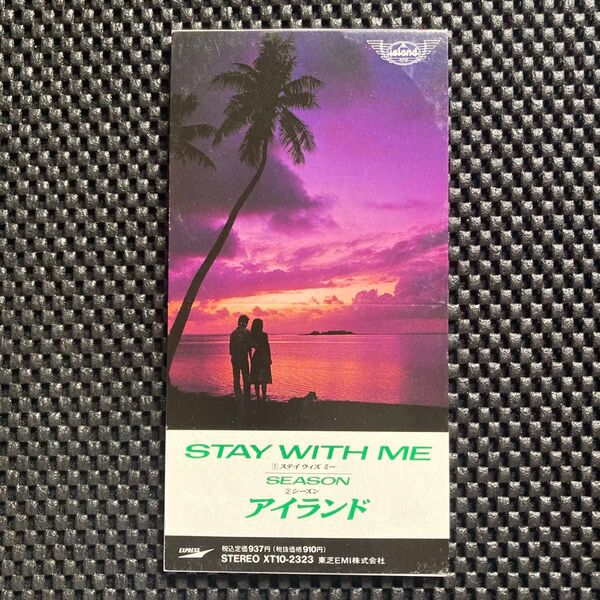 island
STAY WITH ME
1 ステイ ウィズ ミー
SEASON
2 シーズン
アイランド
EXPRESS
税込定価937円(税抜価格910円)
STEREO XT10-2323 東芝EMI株式会社